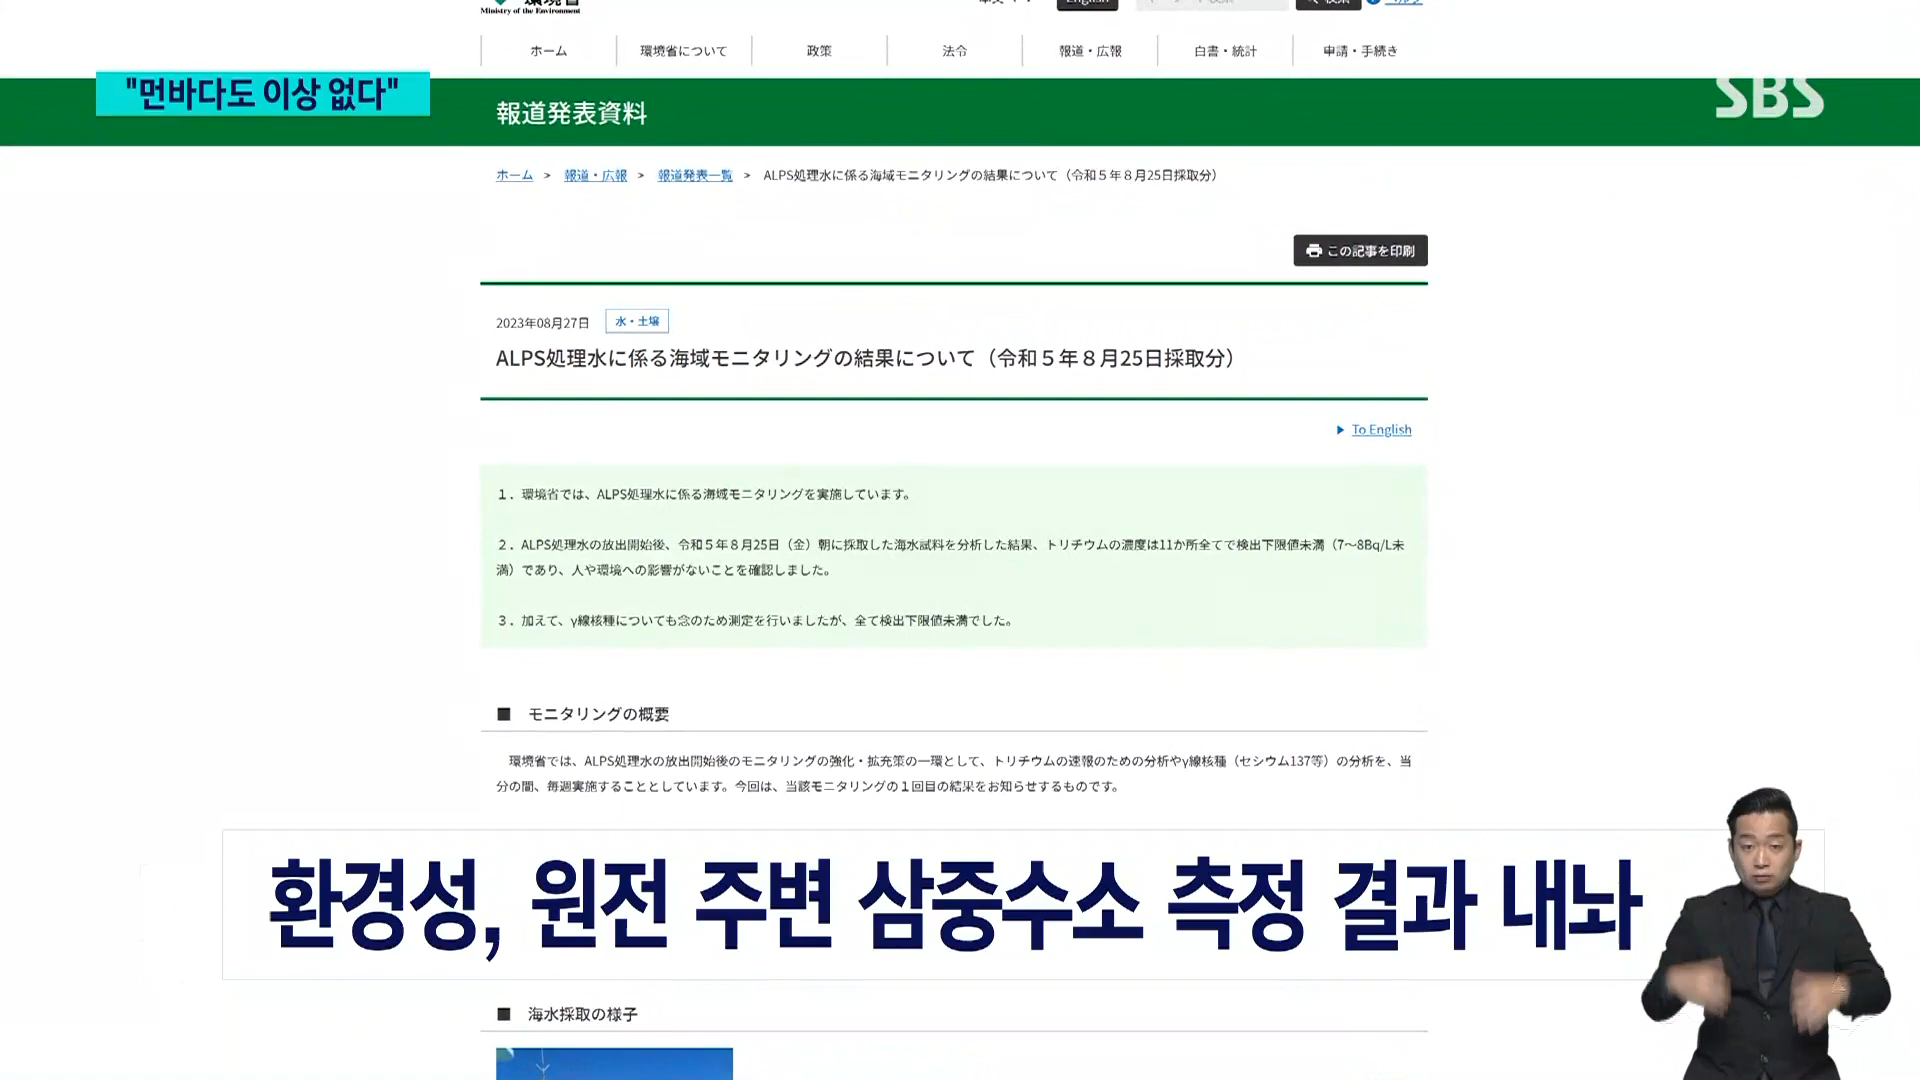 Ministry of the Environment
English
ヘルプ
ホーム
環境省について
政策
法令
報道・広報
白書・統計
申請・手続き
"먼바다도 이상 없다"
報道発表資料
SBS
ホーム > 報道・広報 > 報道発表一覧 > ALPS処理水に係る海域モニタリングの結果について（令和５年８月25日採取分）
この記事を印刷
2023年08月27日 水・土壌
ALPS処理水に係る海域モニタリングの結果について（令和５年８月25日採取分）
To English
１．環境省では、ALPS処理水に係る海域モニタリングを実施しています。
２．ALPS処理水の放出開始後、令和５年８月25日（金）朝に採取した海水試料を分析した結果、トリチウムの濃度は11か所全てで検出下限値未満（7～8Bq/L未
満）であり、人や環境への影響がないことを確認しました。
３．加えて、γ線核種についても念のため測定を行いましたが、全て検出下限値未満でした。
■ モニタリングの概要
環境省では、ALPS処理水の放出開始後のモニタリングの強化・拡充策の一環として、トリチウムの速報のための分析やγ線核種（セシウム137等）の分析を、当
分の間、毎週実施することとしています。今回は、当該モニタリングの１回目の結果をお知らせするものです。
환경성, 원전 주변 삼중수소 측정 결과 내놔
■ 海水採取の様子